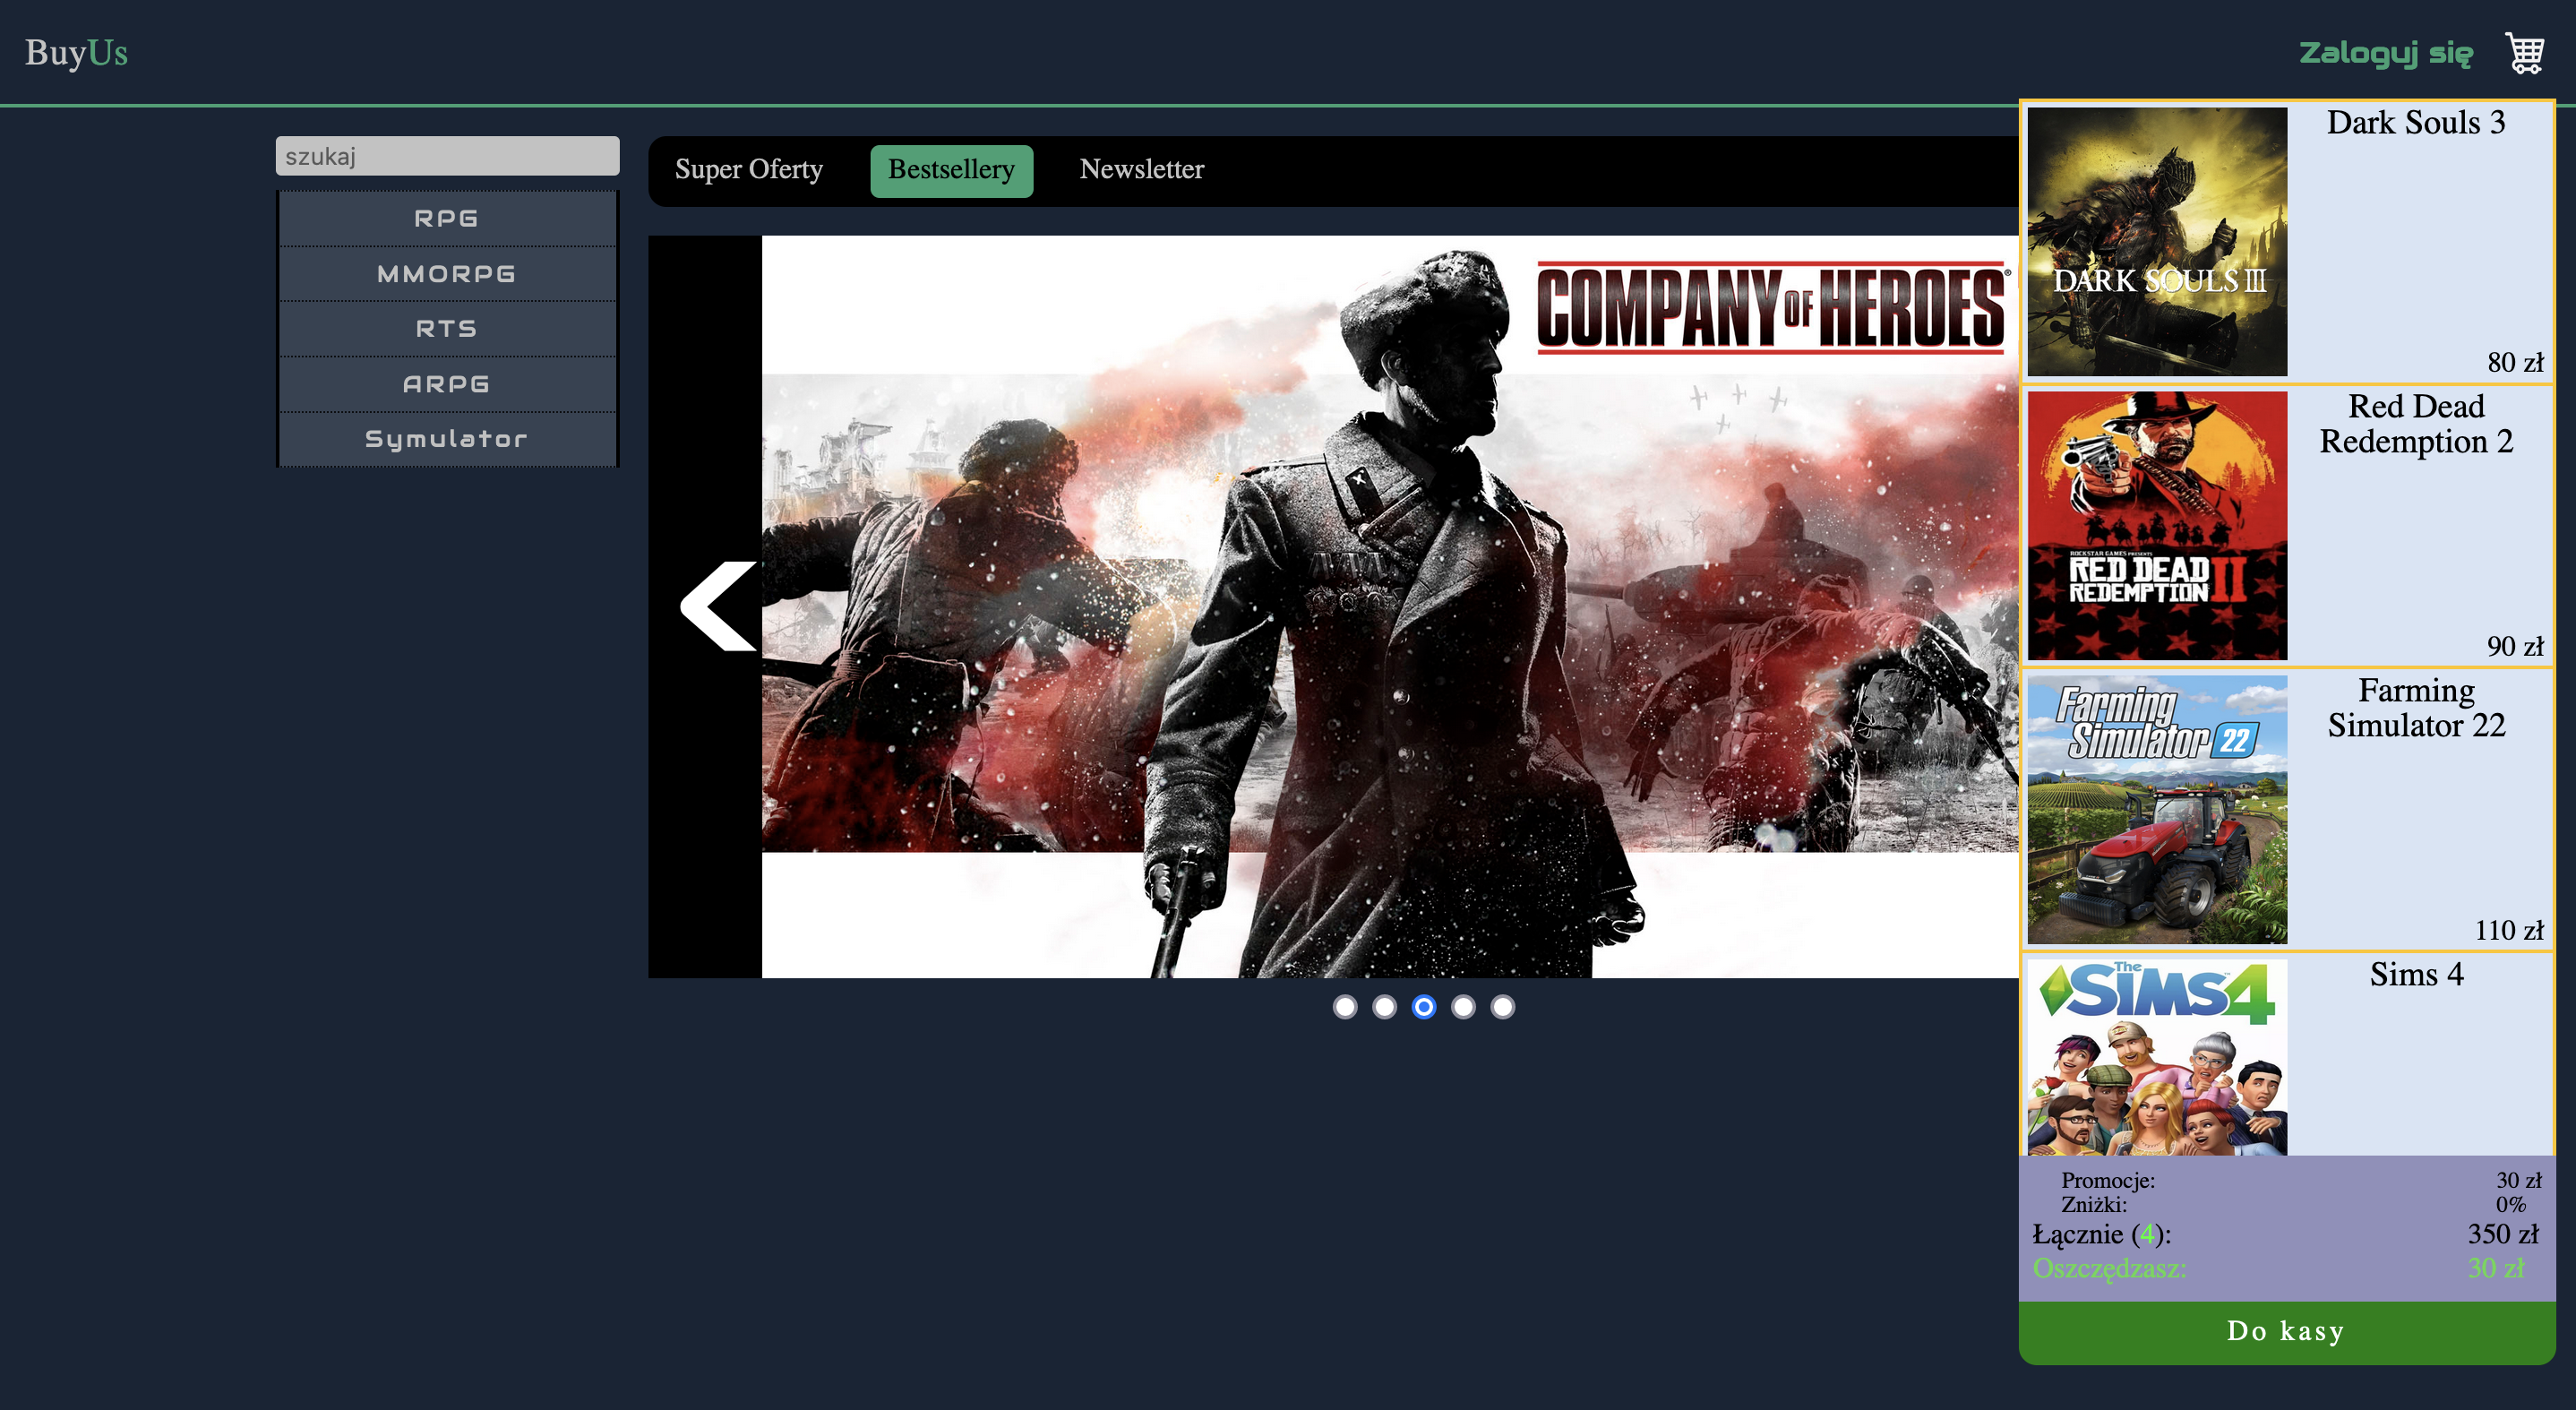 BuyUs
Zaloguj się
szukaj
RPG
MMORPG
RTS
ARPG
Symulator
Super Oferty
Bestsellery
Newsletter
COMPANY OF HEROES®
Dark Souls 3
DARK SOULS III
80 zł
Red Dead
Redemption 2
ROCKSTAR GAMES PRESENTS
RED DEAD
REDEMPTION II
90 zł
Farming
Simulator 22
Farming
Simulator 22
110 zł
Sims 4
The
SIMS 4
Promocje: 30 zł
Zniżki: 0%
Łącznie (4): 350 zł
Oszczędzasz: 30 zł
Do kasy